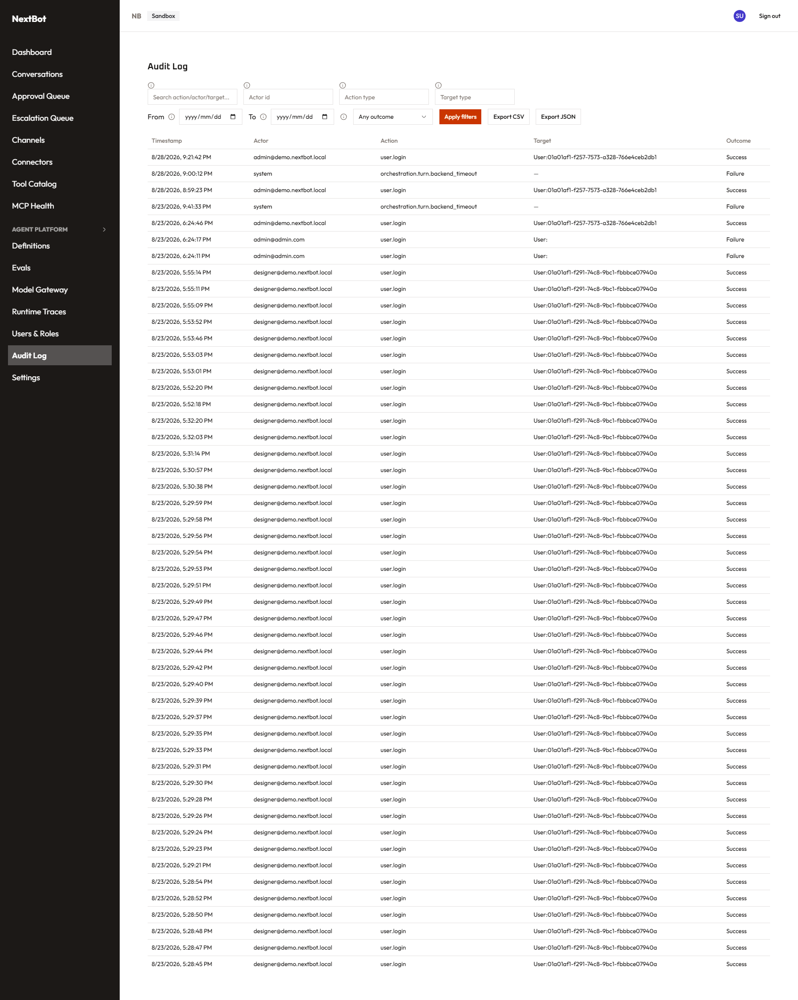 NextBot
Dashboard
Conversations
Approval Queue
Escalation Queue
Channels
Connectors
Tool Catalog
MCP Health
AGENT PLATFORM
Definitions
Evals
Model Gateway
Runtime Traces
Users & Roles
Audit Log
Settings
NB Sandbox SU Sign out
Audit Log
Search action/actor/target... Actor id Action type Target type
From yyyy/mm/dd To yyyy/mm/dd Any outcome Apply filters Export CSV Export JSON
Timestamp Actor Action Target Outcome
8/28/2026, 9:21:42 PM admin@demo.nextbot.local user.login User:01a01af1-f257-7573-a328-766e4ceb2db1 Success
8/28/2026, 9:00:12 PM system orchestration.turn.backend_timeout — Failure
8/28/2026, 8:59:23 PM admin@demo.nextbot.local user.login User:01a01af1-f257-7573-a328-766e4ceb2db1 Success
8/23/2026, 9:41:33 PM system orchestration.turn.backend_timeout — Failure
8/23/2026, 6:24:46 PM admin@demo.nextbot.local user.login User:01a01af1-f257-7573-a328-766e4ceb2db1 Success
8/23/2026, 6:24:17 PM admin@admin.com user.login User: Failure
8/23/2026, 6:24:11 PM admin@admin.com user.login User: Failure
8/23/2026, 5:55:14 PM designer@demo.nextbot.local user.login User:01a01af1-f291-74c8-9bc1-fbbbce07940a Success
8/23/2026, 5:55:11 PM designer@demo.nextbot.local user.login User:01a01af1-f291-74c8-9bc1-fbbbce07940a Success
8/23/2026, 5:55:09 PM designer@demo.nextbot.local user.login User:01a01af1-f291-74c8-9bc1-fbbbce07940a Success
8/23/2026, 5:53:52 PM designer@demo.nextbot.local user.login User:01a01af1-f291-74c8-9bc1-fbbbce07940a Success
8/23/2026, 5:53:46 PM designer@demo.nextbot.local user.login User:01a01af1-f291-74c8-9bc1-fbbbce07940a Success
8/23/2026, 5:53:03 PM designer@demo.nextbot.local user.login User:01a01af1-f291-74c8-9bc1-fbbbce07940a Success
8/23/2026, 5:53:01 PM designer@demo.nextbot.local user.login User:01a01af1-f291-74c8-9bc1-fbbbce07940a Success
8/23/2026, 5:52:20 PM designer@demo.nextbot.local user.login User:01a01af1-f291-74c8-9bc1-fbbbce07940a Success
8/23/2026, 5:52:18 PM designer@demo.nextbot.local user.login User:01a01af1-f291-74c8-9bc1-fbbbce07940a Success
8/23/2026, 5:32:20 PM designer@demo.nextbot.local user.login User:01a01af1-f291-74c8-9bc1-fbbbce07940a Success
8/23/2026, 5:32:03 PM designer@demo.nextbot.local user.login User:01a01af1-f291-74c8-9bc1-fbbbce07940a Success
8/23/2026, 5:31:14 PM designer@demo.nextbot.local user.login User:01a01af1-f291-74c8-9bc1-fbbbce07940a Success
8/23/2026, 5:30:57 PM designer@demo.nextbot.local user.login User:01a01af1-f291-74c8-9bc1-fbbbce07940a Success
8/23/2026, 5:30:38 PM designer@demo.nextbot.local user.login User:01a01af1-f291-74c8-9bc1-fbbbce07940a Success
8/23/2026, 5:29:59 PM designer@demo.nextbot.local user.login User:01a01af1-f291-74c8-9bc1-fbbbce07940a Success
8/23/2026, 5:29:58 PM designer@demo.nextbot.local user.login User:01a01af1-f291-74c8-9bc1-fbbbce07940a Success
8/23/2026, 5:29:56 PM designer@demo.nextbot.local user.login User:01a01af1-f291-74c8-9bc1-fbbbce07940a Success
8/23/2026, 5:29:54 PM designer@demo.nextbot.local user.login User:01a01af1-f291-74c8-9bc1-fbbbce07940a Success
8/23/2026, 5:29:53 PM designer@demo.nextbot.local user.login User:01a01af1-f291-74c8-9bc1-fbbbce07940a Success
8/23/2026, 5:29:51 PM designer@demo.nextbot.local user.login User:01a01af1-f291-74c8-9bc1-fbbbce07940a Success
8/23/2026, 5:29:49 PM designer@demo.nextbot.local user.login User:01a01af1-f291-74c8-9bc1-fbbbce07940a Success
8/23/2026, 5:29:47 PM designer@demo.nextbot.local user.login User:01a01af1-f291-74c8-9bc1-fbbbce07940a Success
8/23/2026, 5:29:46 PM designer@demo.nextbot.local user.login User:01a01af1-f291-74c8-9bc1-fbbbce07940a Success
8/23/2026, 5:29:44 PM designer@demo.nextbot.local user.login User:01a01af1-f291-74c8-9bc1-fbbbce07940a Success
8/23/2026, 5:29:42 PM designer@demo.nextbot.local user.login User:01a01af1-f291-74c8-9bc1-fbbbce07940a Success
8/23/2026, 5:29:40 PM designer@demo.nextbot.local user.login User:01a01af1-f291-74c8-9bc1-fbbbce07940a Success
8/23/2026, 5:29:39 PM designer@demo.nextbot.local user.login User:01a01af1-f291-74c8-9bc1-fbbbce07940a Success
8/23/2026, 5:29:37 PM designer@demo.nextbot.local user.login User:01a01af1-f291-74c8-9bc1-fbbbce07940a Success
8/23/2026, 5:29:35 PM designer@demo.nextbot.local user.login User:01a01af1-f291-74c8-9bc1-fbbbce07940a Success
8/23/2026, 5:29:33 PM designer@demo.nextbot.local user.login User:01a01af1-f291-74c8-9bc1-fbbbce07940a Success
8/23/2026, 5:29:31 PM designer@demo.nextbot.local user.login User:01a01af1-f291-74c8-9bc1-fbbbce07940a Success
8/23/2026, 5:29:30 PM designer@demo.nextbot.local user.login User:01a01af1-f291-74c8-9bc1-fbbbce07940a Success
8/23/2026, 5:29:28 PM designer@demo.nextbot.local user.login User:01a01af1-f291-74c8-9bc1-fbbbce07940a Success
8/23/2026, 5:29:26 PM designer@demo.nextbot.local user.login User:01a01af1-f291-74c8-9bc1-fbbbce07940a Success
8/23/2026, 5:29:24 PM designer@demo.nextbot.local user.login User:01a01af1-f291-74c8-9bc1-fbbbce07940a Success
8/23/2026, 5:29:23 PM designer@demo.nextbot.local user.login User:01a01af1-f291-74c8-9bc1-fbbbce07940a Success
8/23/2026, 5:29:21 PM designer@demo.nextbot.local user.login User:01a01af1-f291-74c8-9bc1-fbbbce07940a Success
8/23/2026, 5:28:54 PM designer@demo.nextbot.local user.login User:01a01af1-f291-74c8-9bc1-fbbbce07940a Success
8/23/2026, 5:28:52 PM designer@demo.nextbot.local user.login User:01a01af1-f291-74c8-9bc1-fbbbce07940a Success
8/23/2026, 5:28:50 PM designer@demo.nextbot.local user.login User:01a01af1-f291-74c8-9bc1-fbbbce07940a Success
8/23/2026, 5:28:48 PM designer@demo.nextbot.local user.login User:01a01af1-f291-74c8-9bc1-fbbbce07940a Success
8/23/2026, 5:28:47 PM designer@demo.nextbot.local user.login User:01a01af1-f291-74c8-9bc1-fbbbce07940a Success
8/23/2026, 5:28:45 PM designer@demo.nextbot.local user.login User:01a01af1-f291-74c8-9bc1-fbbbce07940a Success